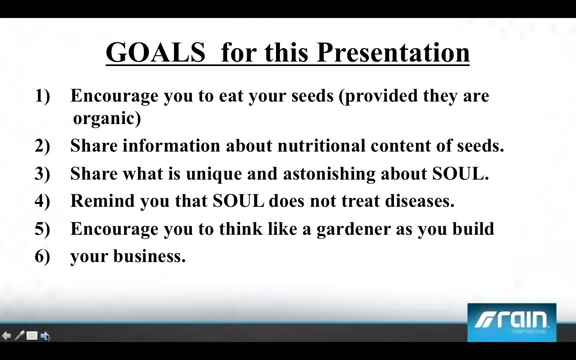 GOALS for this Presentation
1) Encourage you to eat your seeds (provided they are
organic)
2) Share information about nutritional content of seeds.
3) Share what is unique and astonishing about SOUL.
4) Remind you that SOUL does not treat diseases.
5) Encourage you to think like a gardener as you build
6) your business.
rain
international